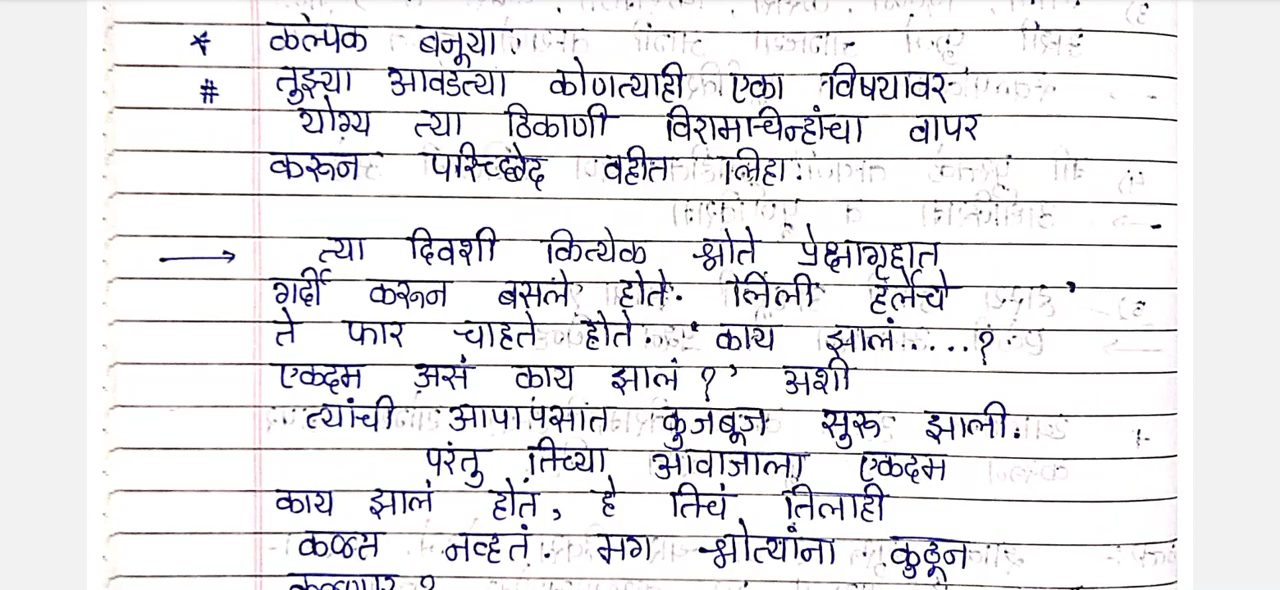 * कल्पक बनूया.
# तुझ्या आवडत्या कोणत्याही एका विषयावर
योग्य त्या ठिकाणी विरामचिन्हांचा वापर
करून परिच्छेद वहीत लिहा.
→ त्या दिवशी कित्येक श्रोते प्रेक्षागृहात
गर्दी करून बसले होते. लिली
ते फार चाहते होते. 'काय झालं.....?
एकदम असं काय झालं?' अशी
त्यांची आपापसांत कुजबूज सुरू झाली.
परंतु तिच्या आवाजाला एकदम
काय झालं होतं, हे तिचं तिलाही
कळत नव्हतं. मग श्रोत्यांना कुठून